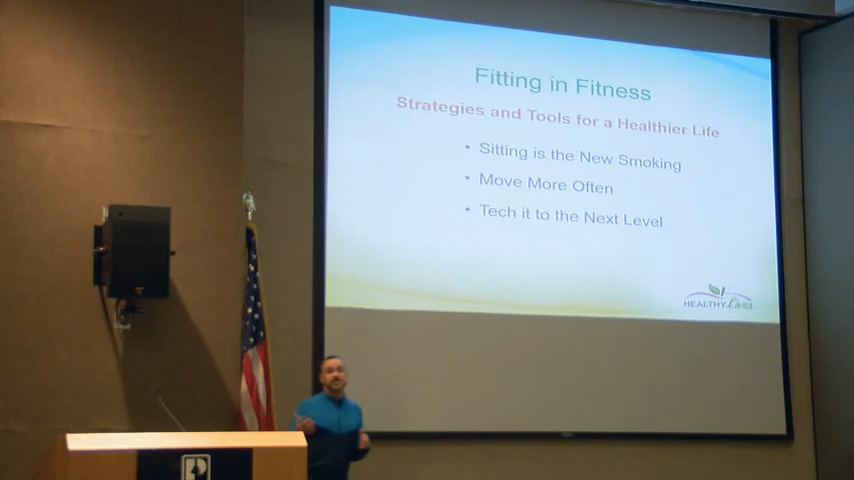 Fitting in Fitness
Strategies and Tools for a Healthier Life
• Sitting is the New Smoking
• Move More Often
• Tech it to the Next Level
HEALTHY Lives